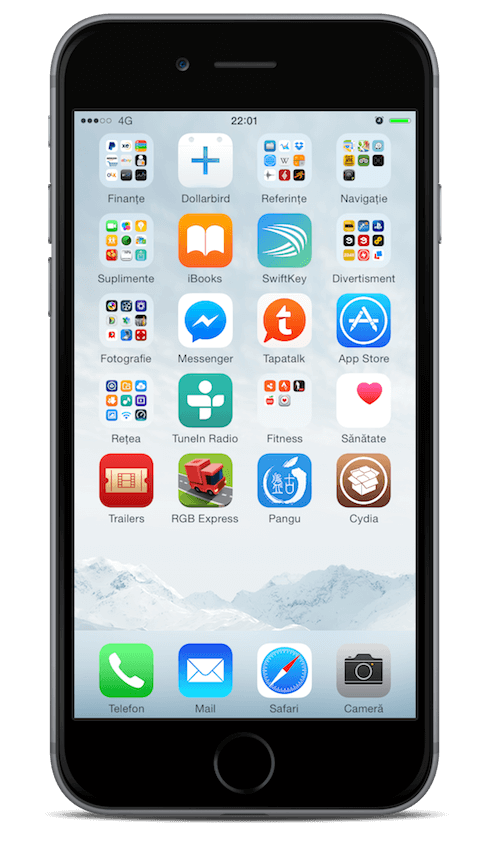 4G 22:01
Finanțe Dollarbird Referințe Navigație
Suplimente iBooks SwiftKey Divertisment
Fotografie Messenger Tapatalk App Store
Rețea TuneIn Radio Fitness Sănătate
Trailers RGB Express Pangu Cydia
Telefon Mail Safari Cameră